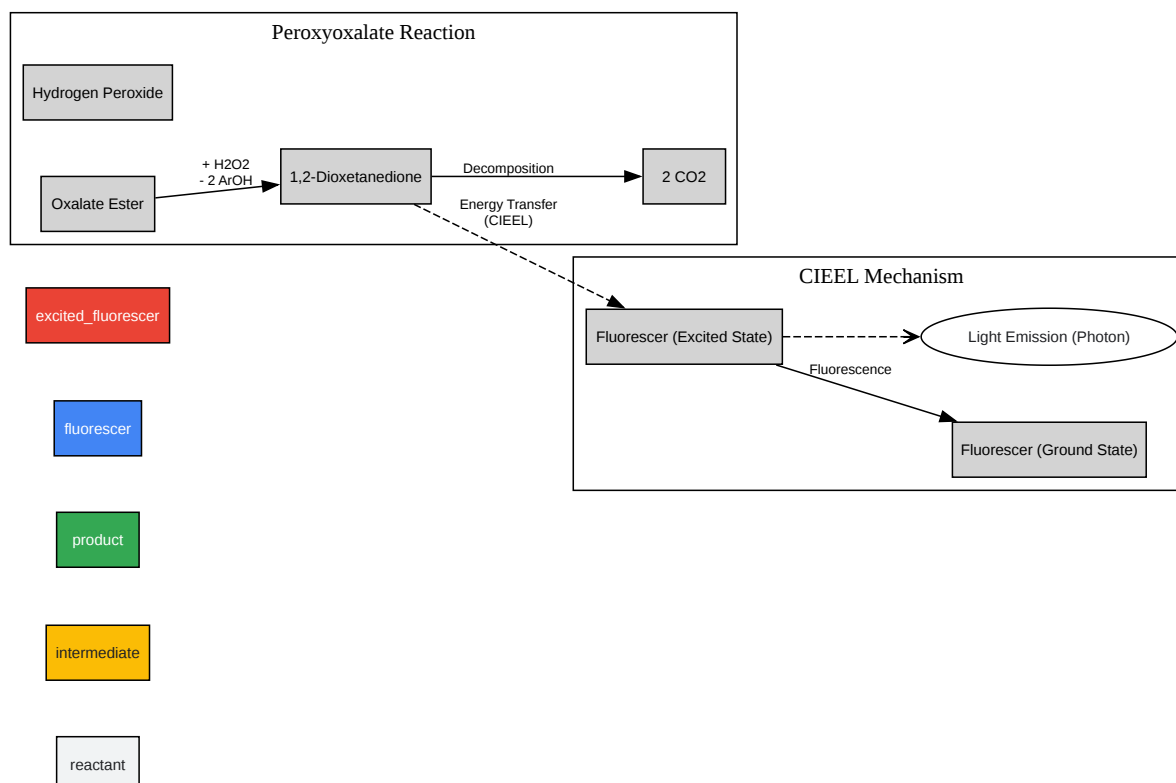 Peroxyoxalate Reaction
Hydrogen Peroxide
+ H2O2
- 2 ArOH
Oxalate Ester
1,2-Dioxetanedione
Decomposition
2 CO2
Energy Transfer
(CIEEL)
CIEEL Mechanism
Fluorescer (Excited State)
Light Emission (Photon)
Fluorescence
Fluorescer (Ground State)
excited_fluorescer
fluorescer
product
intermediate
reactant